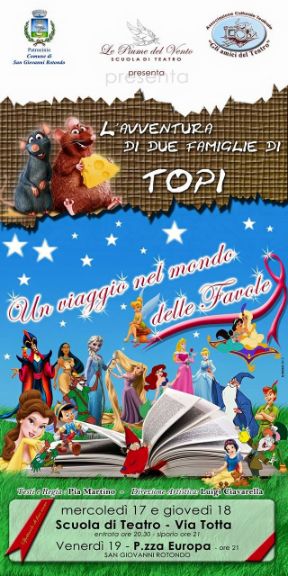 Patrocinio
Comune di
San Giovanni Rotondo
Le Piume del Vento
SCUOLA DI TEATRO
presenta
Associazione Culturale Teatrale
"Gli amici del Teatro"
L'AVVENTURA
DI DUE FAMIGLIE DI
TOPI
Un viaggio nel mondo
delle Favole
Testi e Regia: Pia Martino - Direzione Artistica: Luigi Ciavarella
mercoledì 17 e giovedì 18
Scuola di Teatro - Via Totta
entrata ore 20.30 - sipario ore 21
Venerdì 19 - P.zza Europa - ore 21
SAN GIOVANNI ROTONDO